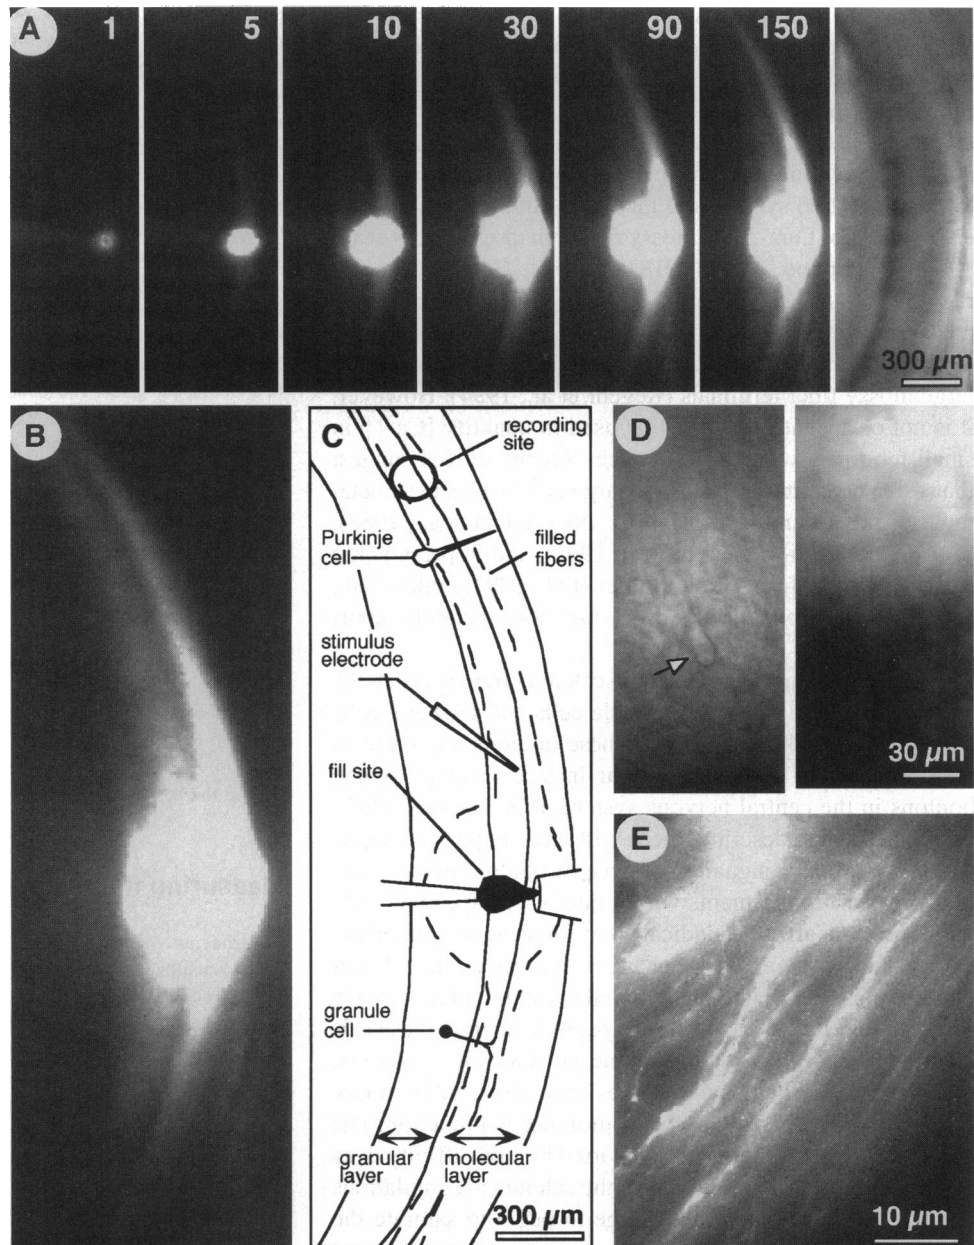 A
1
5
10
30
90
150
300 µm
B
C
recording
site
Purkinje
cell
filled
fibers
stimulus
electrode
fill site
granule
cell
granular
layer
molecular
layer
300 µm
D
30 µm
E
10 µm